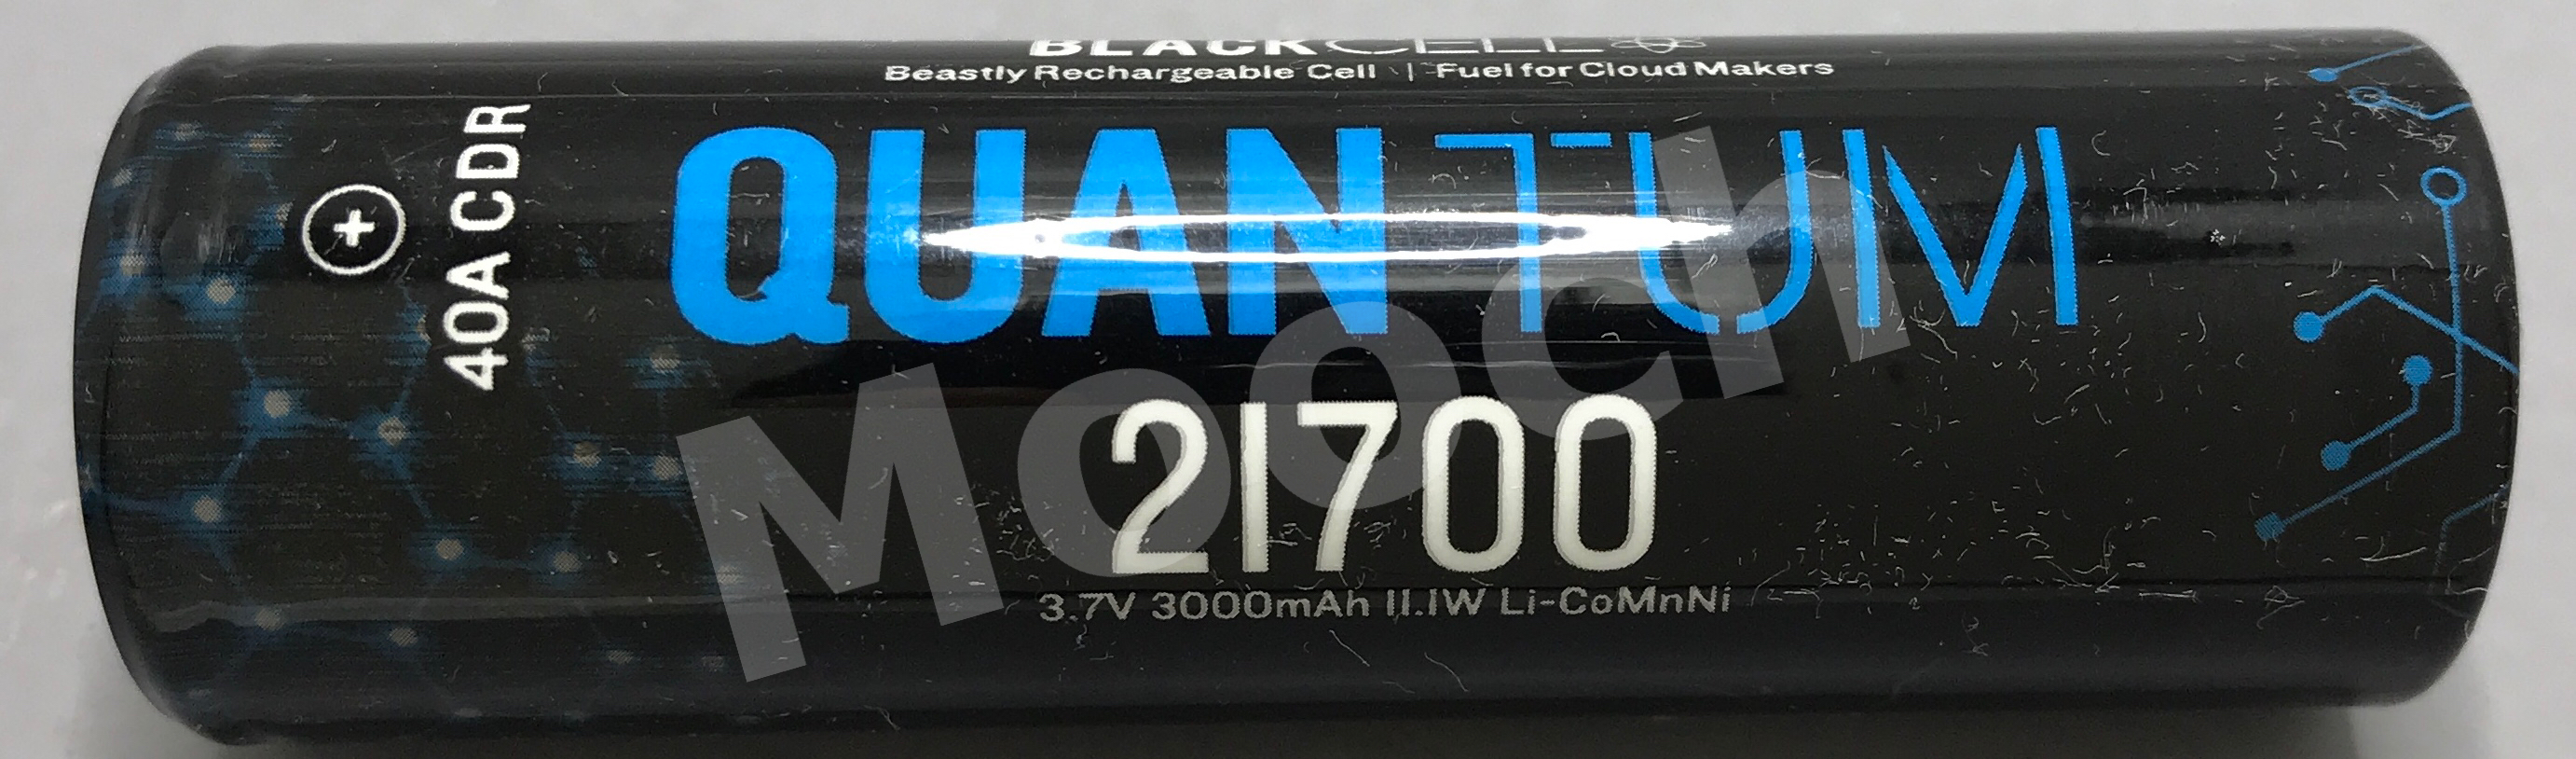 BLACKCELL
Beastly Rechargeable Cell | Fuel for Cloud Makers
+
40A CDR
QUANTUM
21700
3.7V 3000mAh 11.1W Li-CoMnNi
Mooch